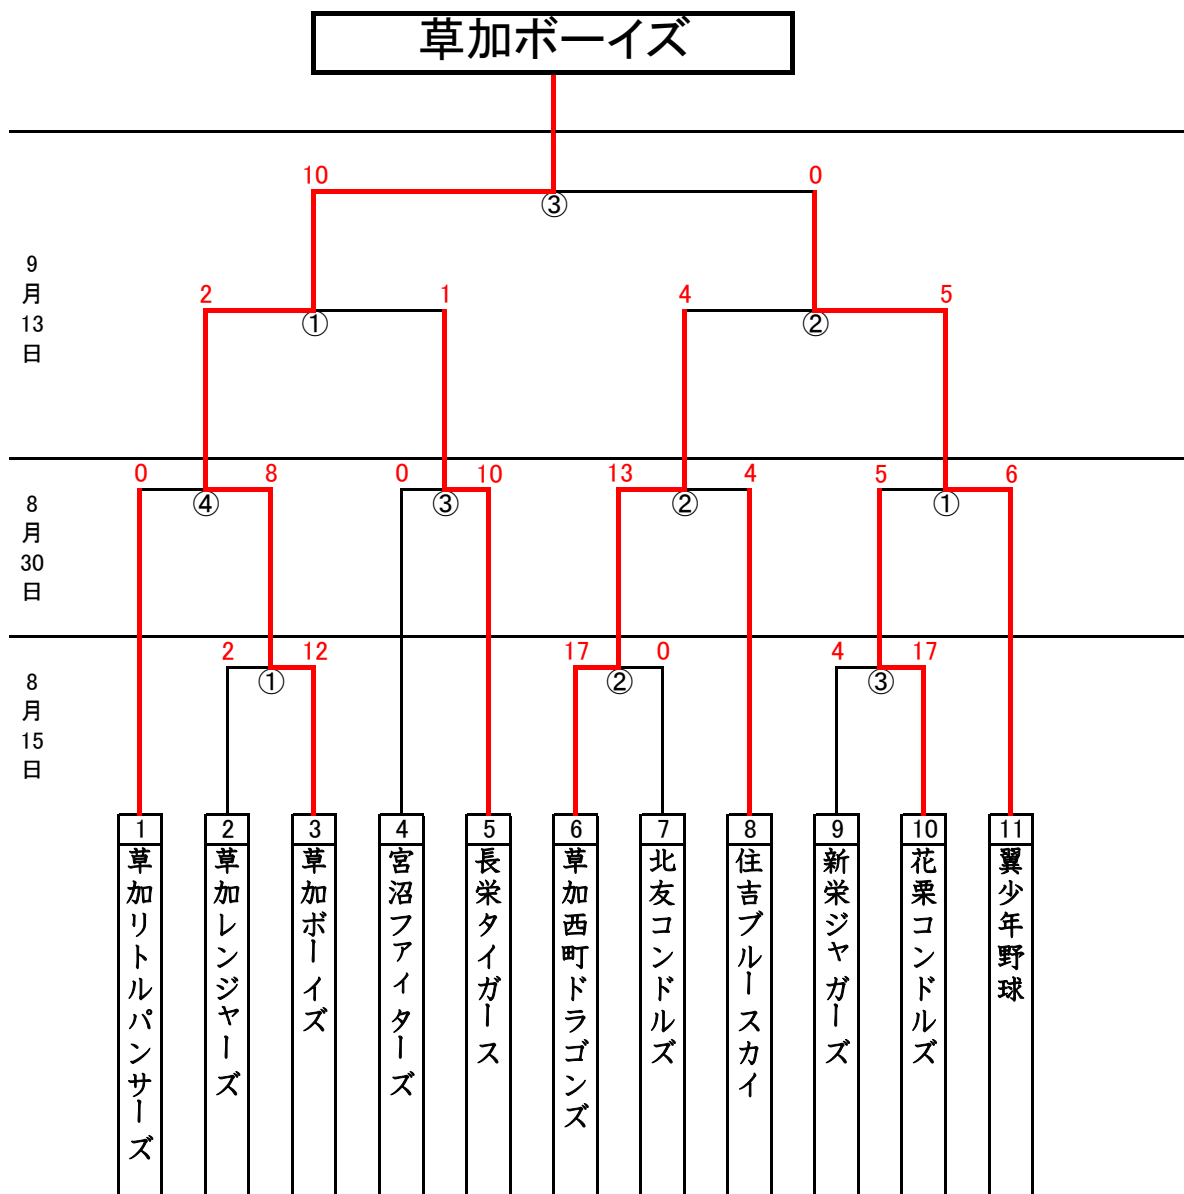 草加ボーイズ
10
0
③
9月13日
2
1
4
5
①
②
0
8
0
10
13
4
5
6
④
③
②
①
8月30日
2
12
17
0
4
17
①
②
③
8月15日
1
2
3
4
5
6
7
8
9
10
11
草加リトルパンサーズ
草加レンジャーズ
草加ボーイズ
宮沼ファイターズ
長栄タイガース
草加西町ドラゴンズ
北友コンドルズ
住吉ブルースカイ
新栄ジャガーズ
花栗コンドルズ
翼少年野球